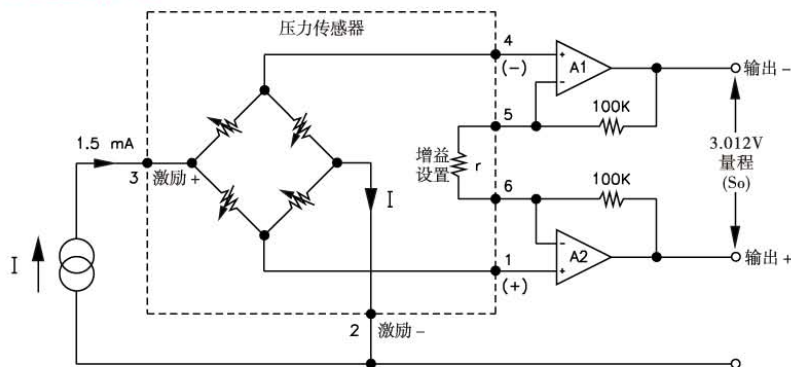 压力传感器
4
(-)
A1
+
-
输出-
5
100K
1.5 mA
3
激励+
增益
设置
r
3.012V
量程
(So)
I
6
100K
I
1
(+)
-
A2
+
输出+
2
激励-